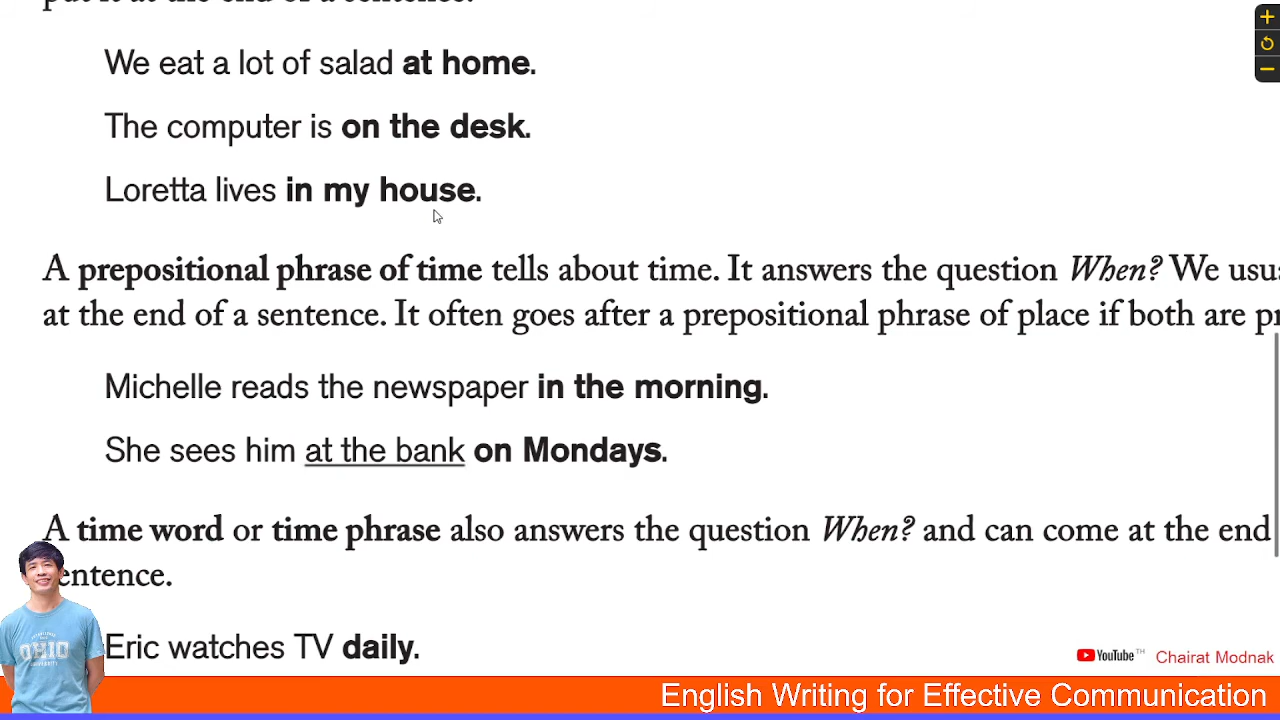 We eat a lot of salad at home.
The computer is on the desk.
Loretta lives in my house.
A prepositional phrase of time tells about time. It answers the question When? We
at the end of a sentence. It often goes after a prepositional phrase of place if both are
Michelle reads the newspaper in the morning.
She sees him at the bank on Mondays.
A time word or time phrase also answers the question When? and can come at the end
sentence.
Eric watches TV daily.
OHIO
YouTube TH Chairat Modnak
English Writing for Effective Communication